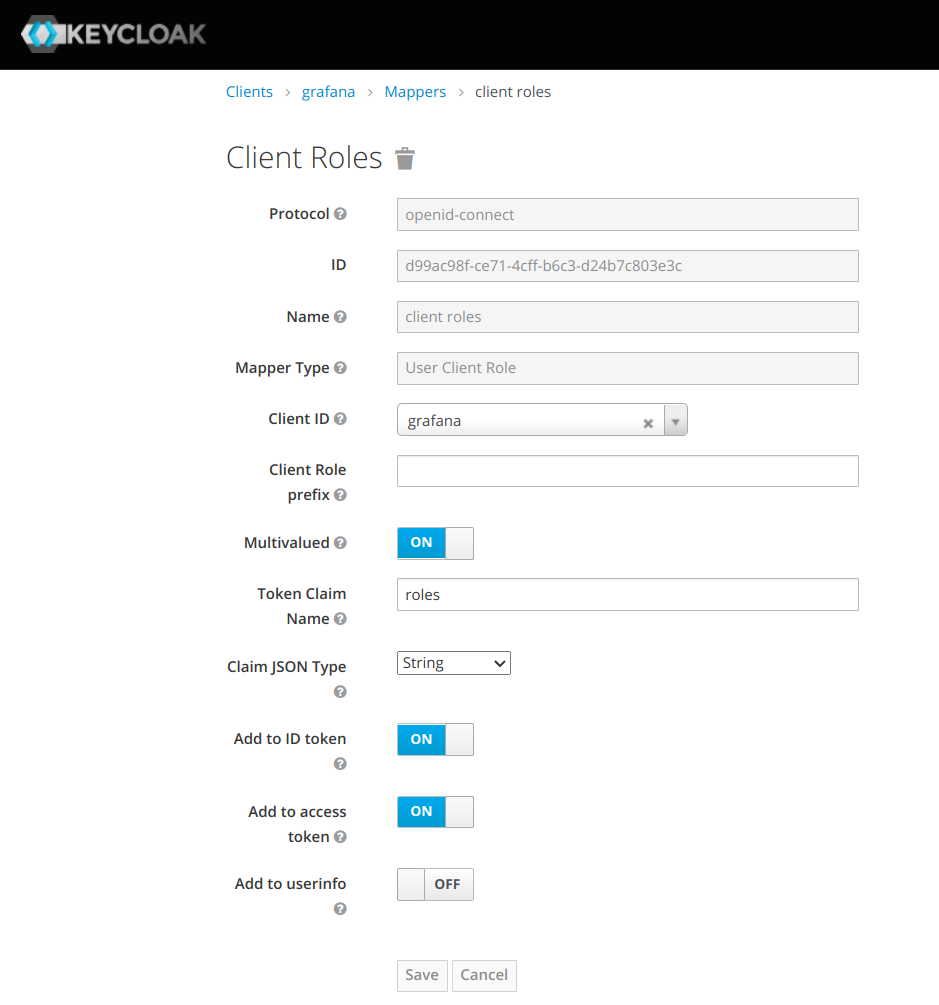 KEYCLOAK
Clients > grafana > Mappers > client roles
Client Roles
Protocol ? openid-connect
ID d99ac98f-ce71-4cff-b6c3-d24b7c803e3c
Name ? client roles
Mapper Type ? User Client Role
Client ID ? grafana
Client Role
prefix ?
Multivalued ? ON
Token Claim
Name ? roles
Claim JSON Type String
?
Add to ID token ON
?
Add to access ON
token ?
Add to userinfo OFF
?
Save Cancel